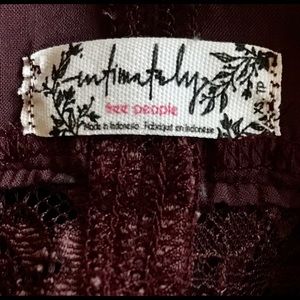 intimately
free people
Made in Indonesia. Fabriqué en Indonésie